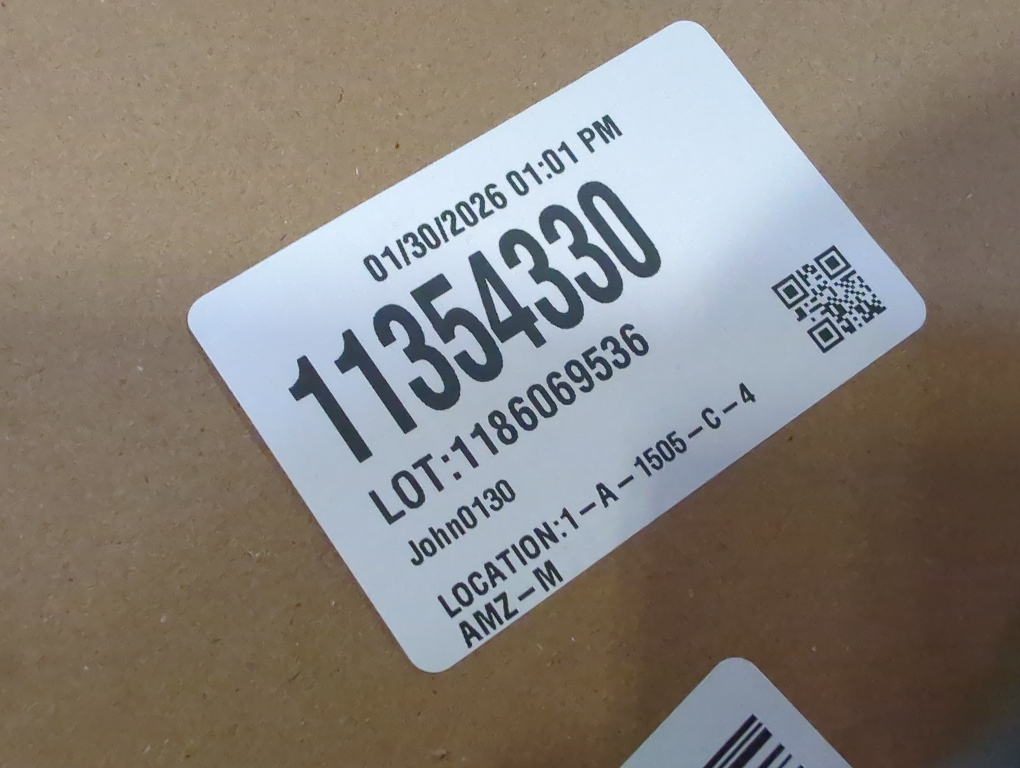 01/30/2026 01:01 PM
11354330
LOT:1186069536
John0130
LOCATION:1-A-1505-C-4
AMZ-M